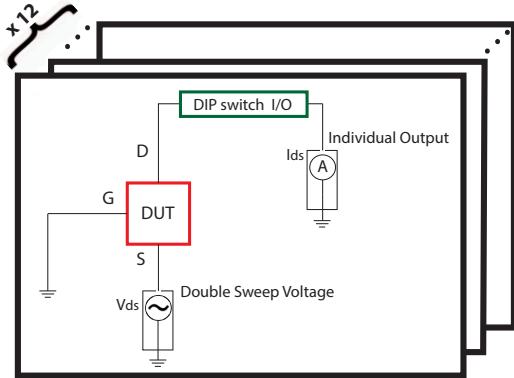 x 12
DIP switch I/O
Individual Output
Ids
A
D
G
DUT
S
Double Sweep Voltage
Vds